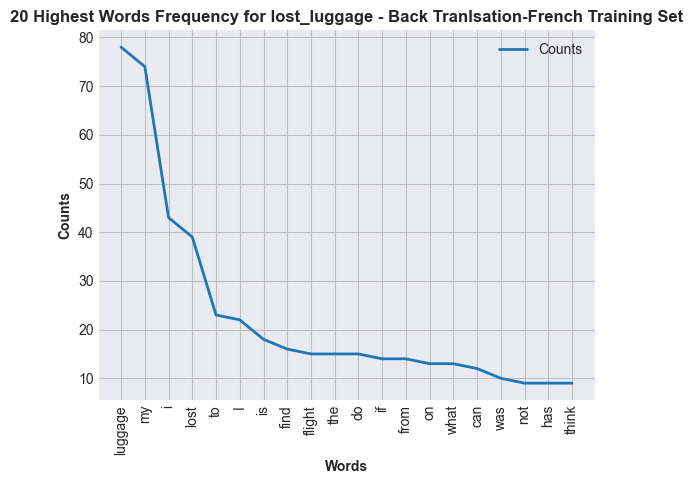 20 Highest Words Frequency for lost_luggage - Back Tranlsation-French Training Set
Counts
80
70
60
50
40
30
20
10
Counts
luggage
my
i
lost
to
I
is
find
flight
the
do
if
from
on
what
can
was
not
has
think
Words